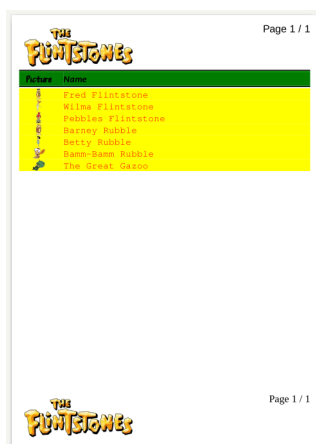 THE
FLINTSTONES
Page 1 / 1
Picture Name
Fred Flintstone
Wilma Flintstone
Pebbles Flintstone
Barney Rubble
Betty Rubble
Bamm-Bamm Rubble
The Great Gazoo
THE
FLINTSTONES
Page 1 / 1